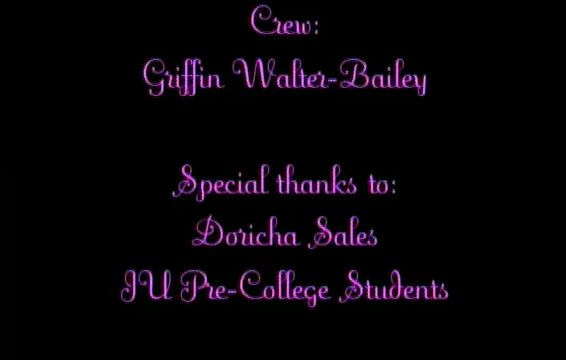 Crew:
Griffin Walter-Bailey
Special thanks to:
Doricha Sales
IU Pre-College Students